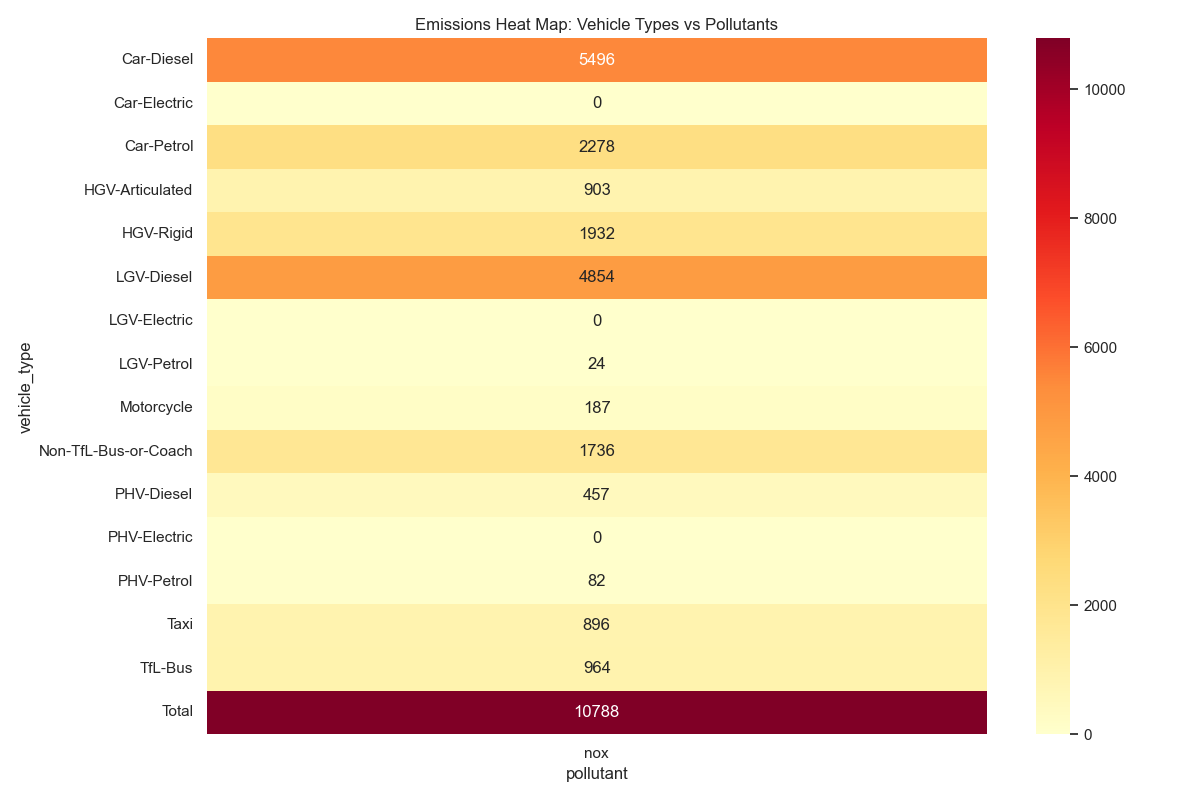 Emissions Heat Map: Vehicle Types vs Pollutants
Car-Diesel 5496
Car-Electric 0
Car-Petrol 2278
HGV-Articulated 903
HGV-Rigid 1932
LGV-Diesel 4854
LGV-Electric 0
LGV-Petrol 24
Motorcycle 187
Non-TfL-Bus-or-Coach 1736
PHV-Diesel 457
PHV-Electric 0
PHV-Petrol 82
Taxi 896
TfL-Bus 964
Total 10788
vehicle_type
nox
pollutant
10000
8000
6000
4000
2000
0